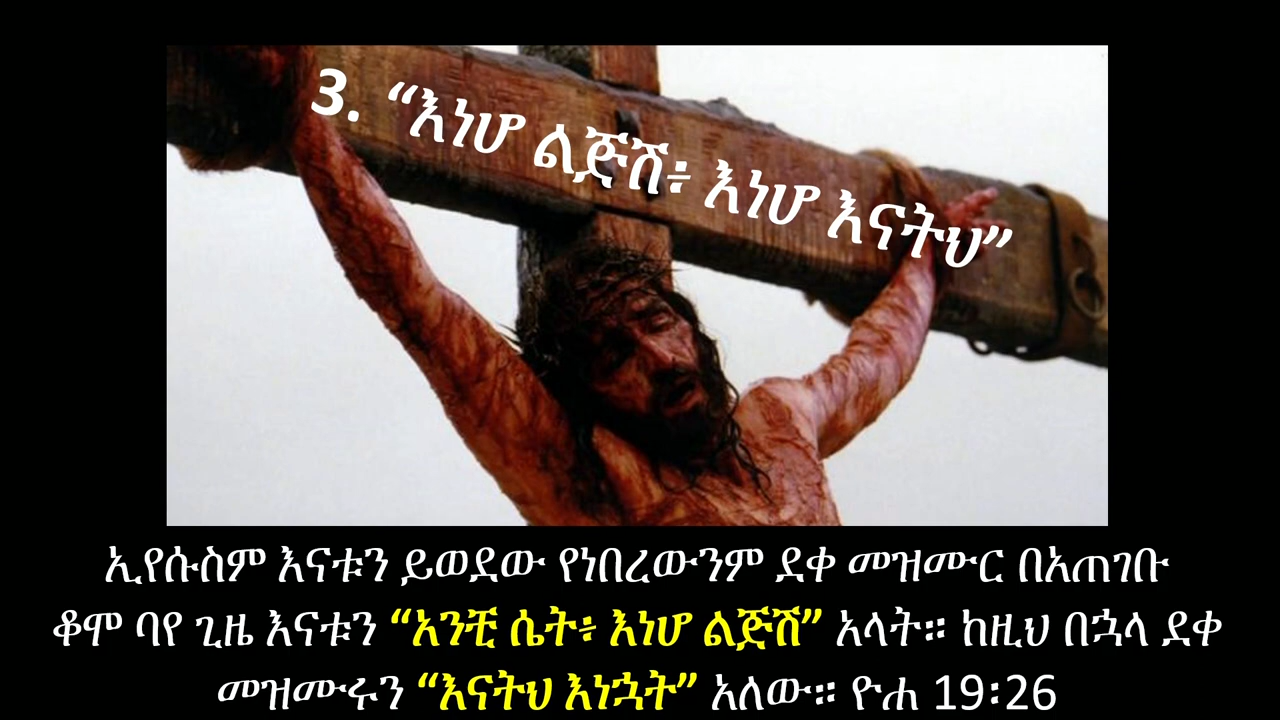 3. “እነሆ ልጅሽ፥ እነሆ እናትህ”
ኢየሱስም እናቱን ይወደው የነበረውንም ደቀ መዝሙር በአጠገቡ
ቆሞ ባየ ጊዜ እናቱን “አንቺ ሴት፥ እነሆ ልጅሽ” አላት። ከዚህ በኋላ ደቀ
መዝሙሩን “እናትህ እነኋት” አለው። ዮሐ 19፡26